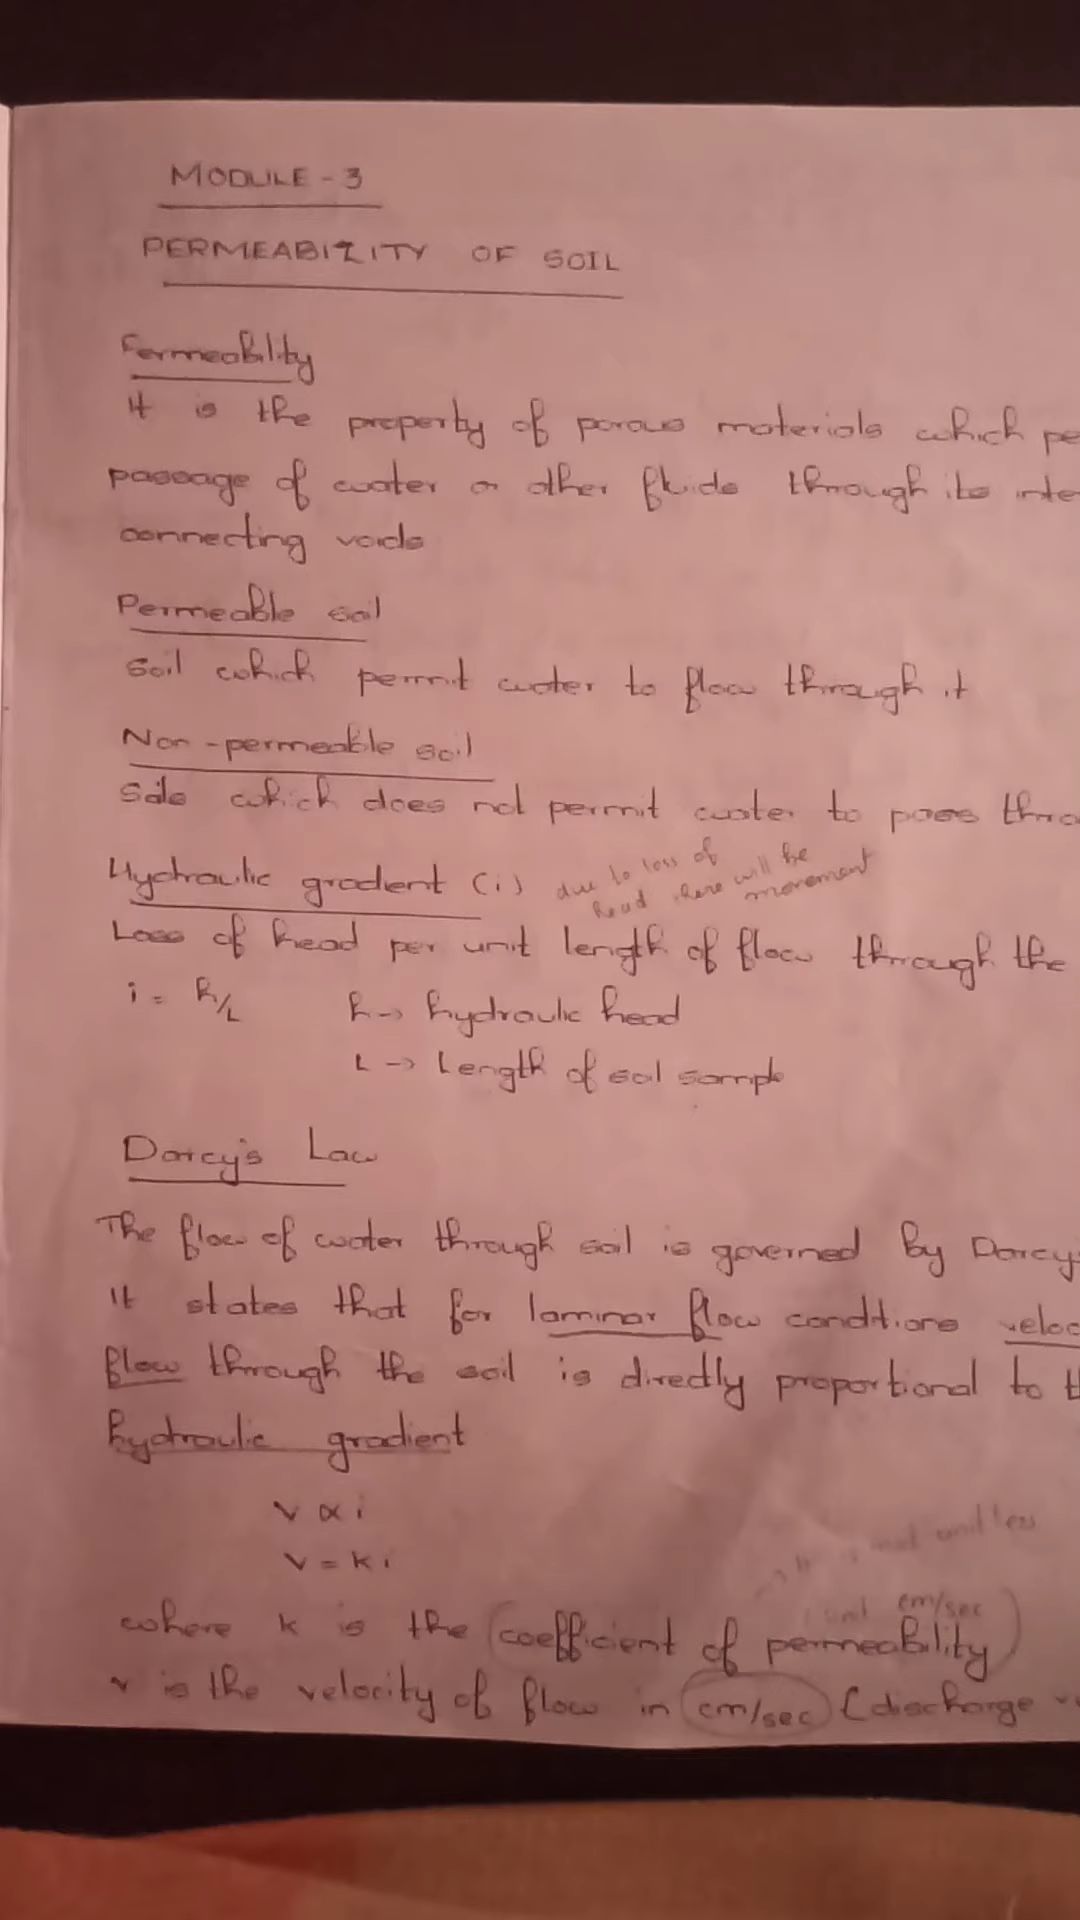 MODULE - 3
PERMEABILITY OF SOIL
Permeability
It is the property of porous materials which pe
passage of water or other fluids through its inte
connecting voids
Permeable soil
Soil which permit water to flow through it
Non-permeable soil
Soils which does not permit water to pass thro
Hydraulic gradient (i) due to loss of
head there will be
movement
Loss of head per unit length of flow through the
i = h/L h → hydraulic head
L → Length of soil sample
Darcy's Law
The flow of water through soil is governed by Darcy's
It states that for laminar flow conditions veloc
flow through the soil is directly proportional to th
hydraulic gradient
v ∝ i
v = ki
not unitless
unit cm/sec
where k is the (coefficient of permeability)
v is the velocity of flow in cm/sec (discharge ve